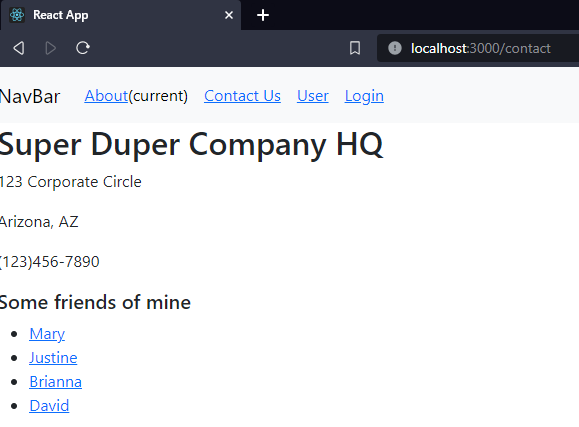 React App
localhost:3000/contact
NavBar About(current) Contact Us User Login
Super Duper Company HQ
123 Corporate Circle
Arizona, AZ
(123)456-7890
Some friends of mine
Mary
Justine
Brianna
David